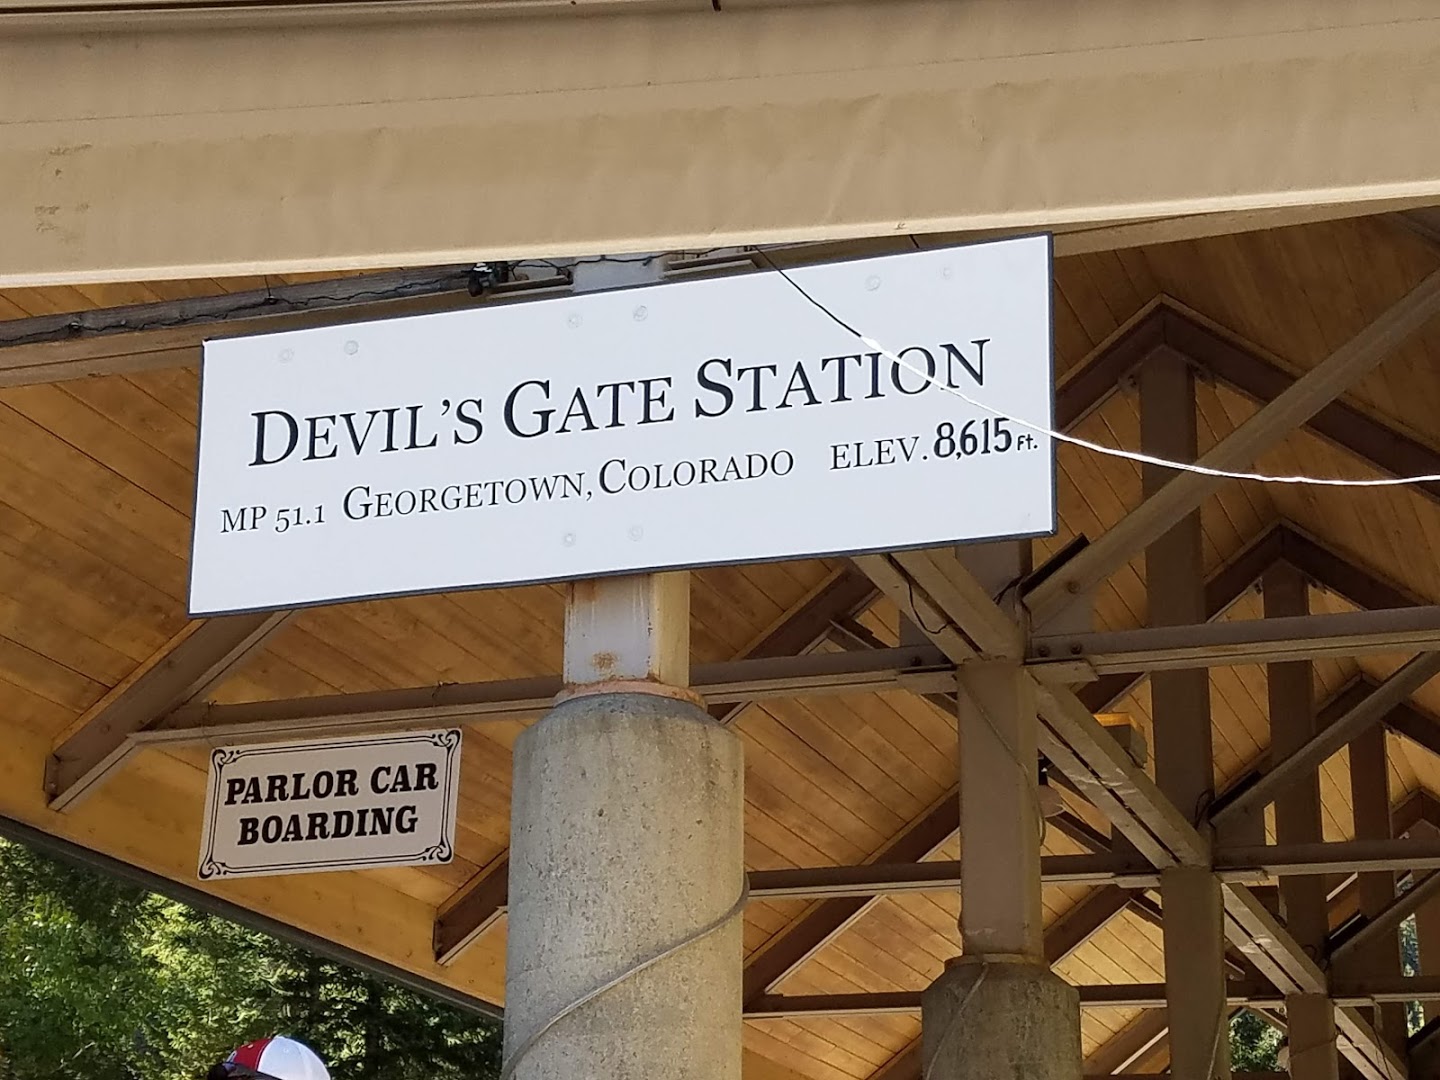 DEVIL'S GATE STATION
MP 51.1 GEORGETOWN, COLORADO ELEV. 8,615 Ft.
PARLOR CAR
BOARDING